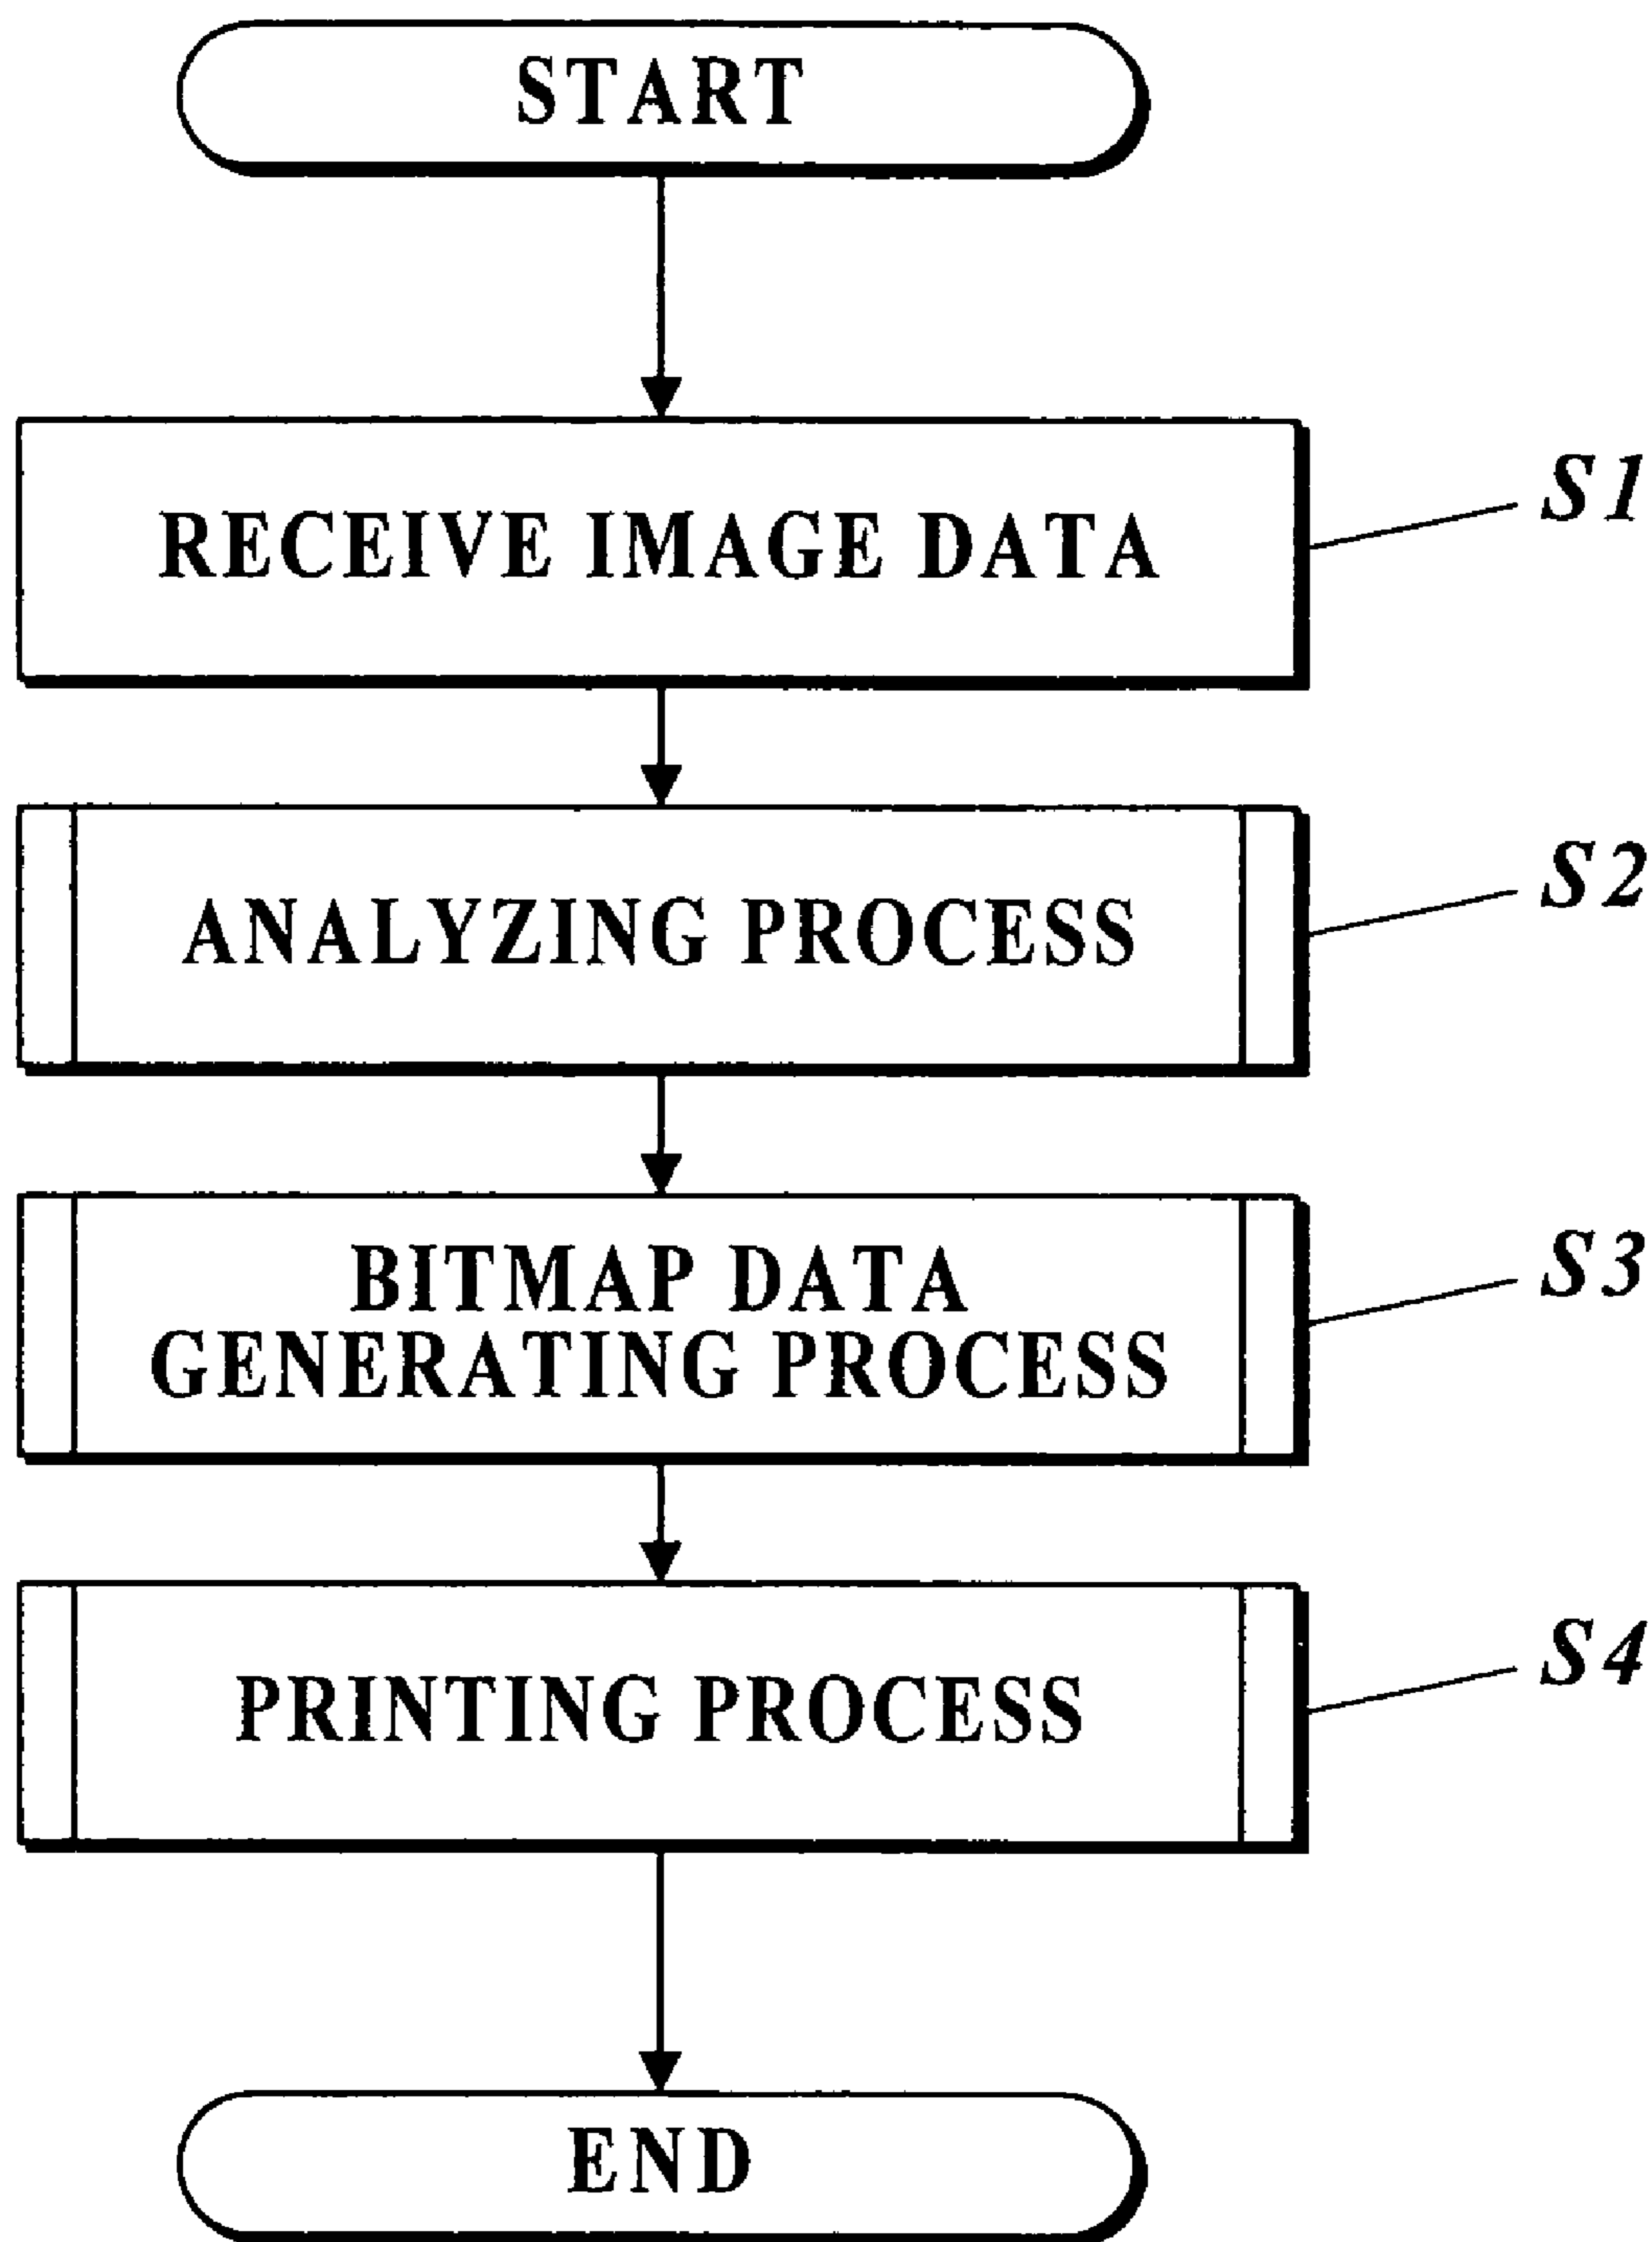 START
RECEIVE IMAGE DATA
S1
ANALYZING PROCESS
S2
BITMAP DATA
GENERATING PROCESS
S3
PRINTING PROCESS
S4
END